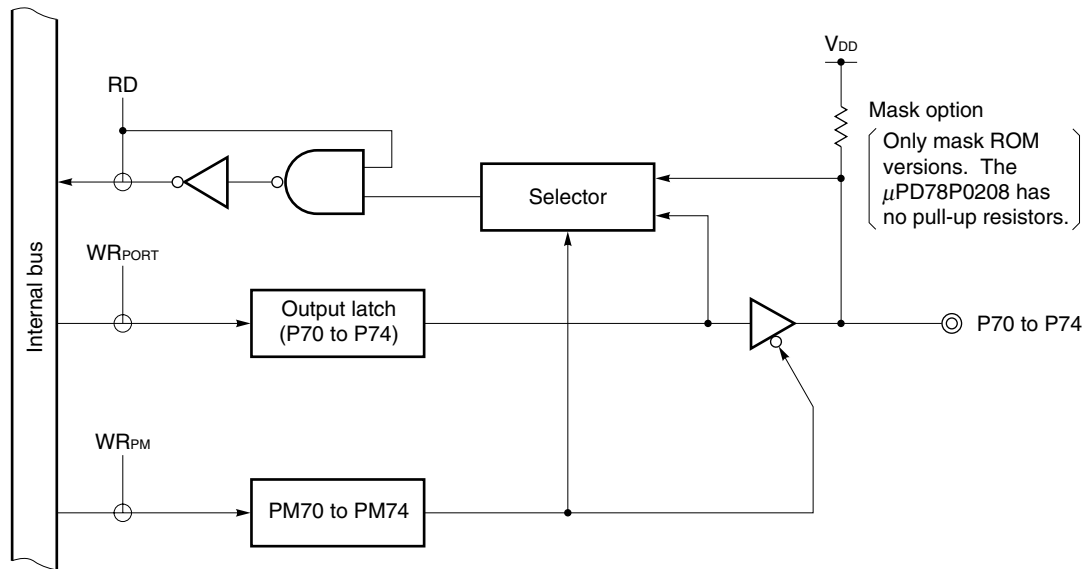 VDD
RD
Mask option
Only mask ROM
versions. The
μPD78P0208 has
no pull-up resistors.
Selector
WRPORT
Internal bus
Output latch
(P70 to P74)
P70 to P74
WRPM
PM70 to PM74